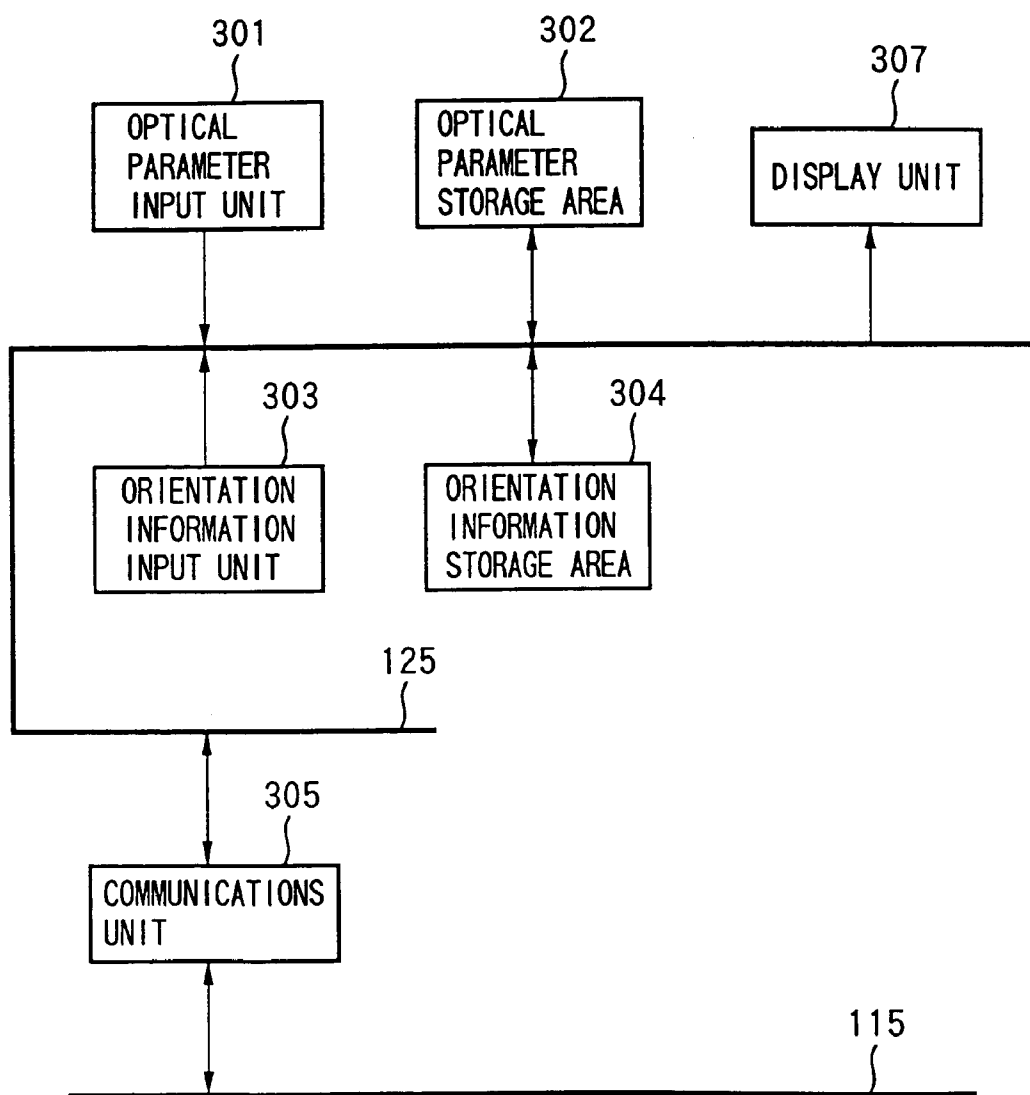 301
302
307
OPTICAL
PARAMETER
INPUT UNIT
OPTICAL
PARAMETER
STORAGE AREA
DISPLAY UNIT
303
304
ORIENTATION
INFORMATION
INPUT UNIT
ORIENTATION
INFORMATION
STORAGE AREA
125
305
COMMUNICATIONS
UNIT
115